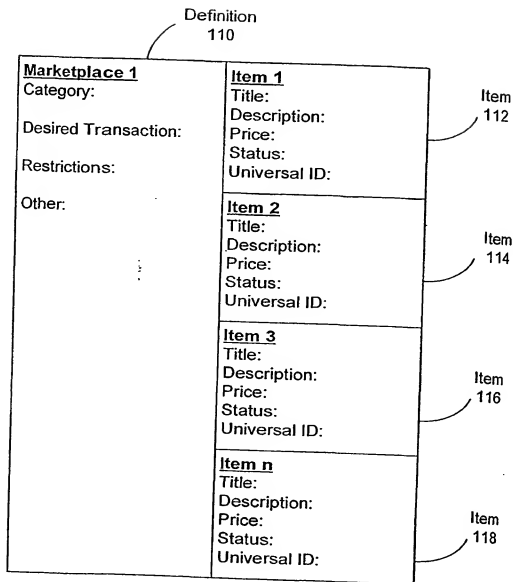 Definition
110
Marketplace 1
Category:
Desired Transaction:
Restrictions:
Other:
Item 1
Title:
Description:
Price:
Status:
Universal ID:
Item
112
Item 2
Title:
Description:
Price:
Status:
Universal ID:
Item
114
Item 3
Title:
Description:
Price:
Status:
Universal ID:
Item
116
Item n
Title:
Description:
Price:
Status:
Universal ID:
Item
118